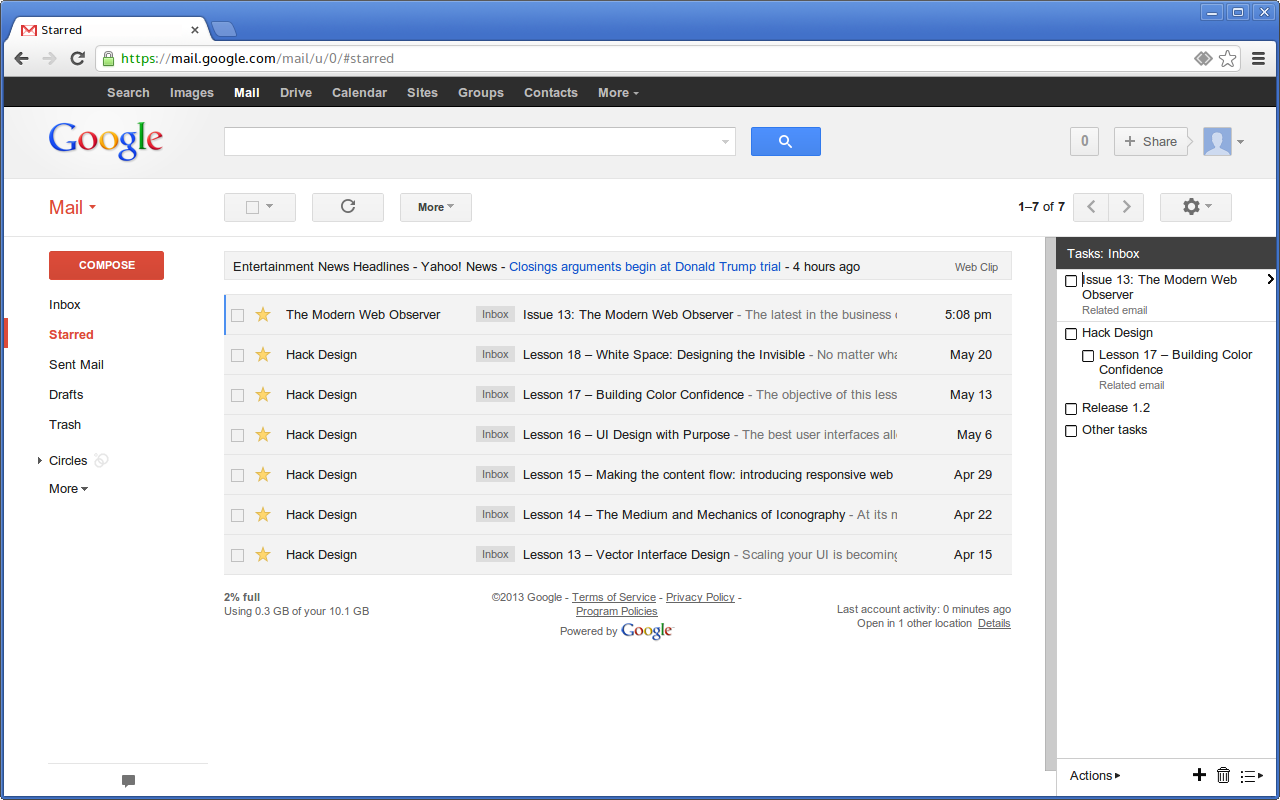 Starred
https://mail.google.com/mail/u/0/#starred
Search Images Mail Drive Calendar Sites Groups Contacts More
Google
0
+ Share
Mail
More
1–7 of 7
COMPOSE
Inbox
Starred
Sent Mail
Drafts
Trash
Circles
More
Entertainment News Headlines - Yahoo! News - Closings arguments begin at Donald Trump trial - 4 hours ago Web Clip
The Modern Web Observer Inbox Issue 13: The Modern Web Observer - The latest in the business 5:08 pm
Hack Design Inbox Lesson 18 – White Space: Designing the Invisible - No matter wha May 20
Hack Design Inbox Lesson 17 – Building Color Confidence - The objective of this less May 13
Hack Design Inbox Lesson 16 – UI Design with Purpose - The best user interfaces all May 6
Hack Design Inbox Lesson 15 – Making the content flow: introducing responsive web Apr 29
Hack Design Inbox Lesson 14 – The Medium and Mechanics of Iconography - At its Apr 22
Hack Design Inbox Lesson 13 – Vector Interface Design - Scaling your UI is becoming Apr 15
2% full
Using 0.3 GB of your 10.1 GB
©2013 Google - Terms of Service - Privacy Policy -
Program Policies
Powered by Google
Last account activity: 0 minutes ago
Open in 1 other location Details
Tasks: Inbox
Issue 13: The Modern Web
Observer
Related email
Hack Design
Lesson 17 – Building Color
Confidence
Related email
Release 1.2
Other tasks
Actions